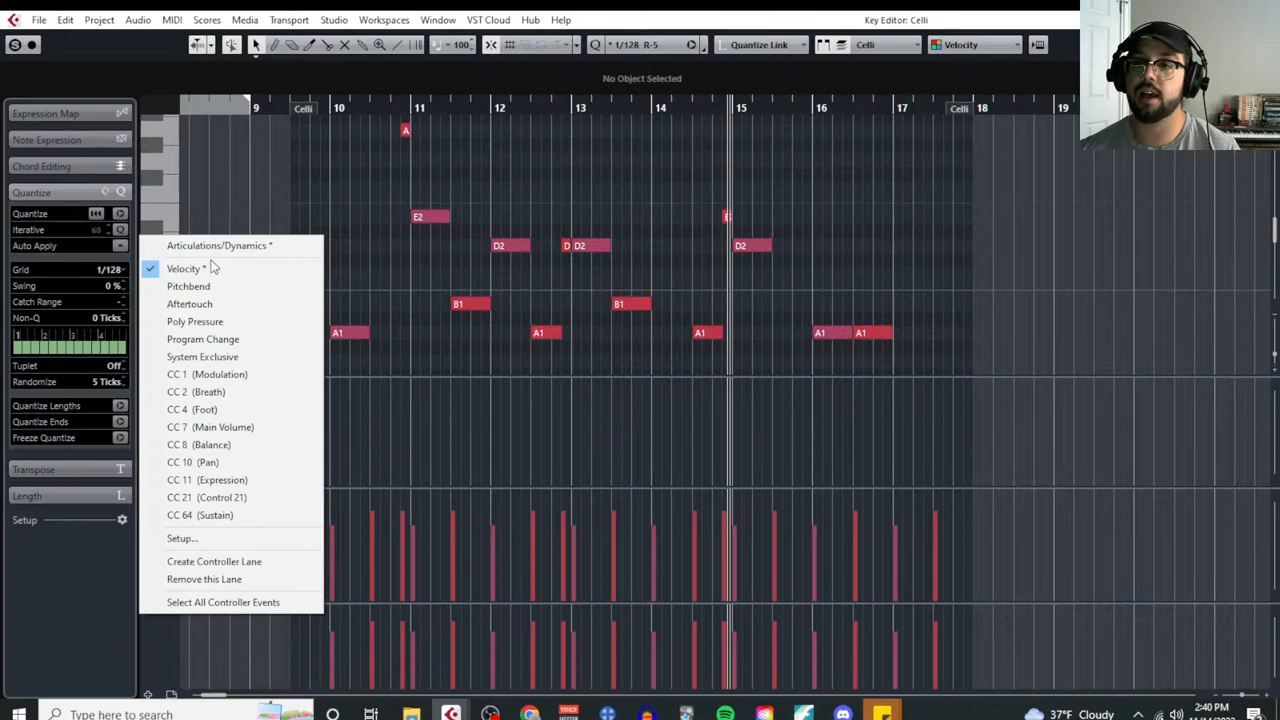 File Edit Project Audio MIDI Scores Media Transport Studio Workspaces Window VST Cloud Hub Help Key Editor: Celli
S 100 Q * 1/128 R-5 Quantize Link Celli Velocity
No Object Selected
9 Celli 10 11 12 13 14 15 16 17 Celli 18 19
Expression Map
Note Expression
Chord Editing
Quantize Q
Quantize
Iterative 60 Q
Auto Apply
Grid 1/128
Swing 0 %
Catch Range -
Non-Q 0 Ticks
1 2 3 4
Tuplet Off
Randomize 5 Ticks
Quantize Lengths
Quantize Ends
Freeze Quantize
Transpose T
Length L
Setup
Articulations/Dynamics *
Velocity *
Pitchbend
Aftertouch
Poly Pressure
Program Change
System Exclusive
CC 1 (Modulation)
CC 2 (Breath)
CC 4 (Foot)
CC 7 (Main Volume)
CC 8 (Balance)
CC 10 (Pan)
CC 11 (Expression)
CC 21 (Control 21)
CC 64 (Sustain)
Setup...
Create Controller Lane
Remove this Lane
Select All Controller Events
A
E2
D2 D D2 D2
B1 B1
A1 A1 A1 A1 A1
Type here to search 37°F Cloudy 2:40 PM